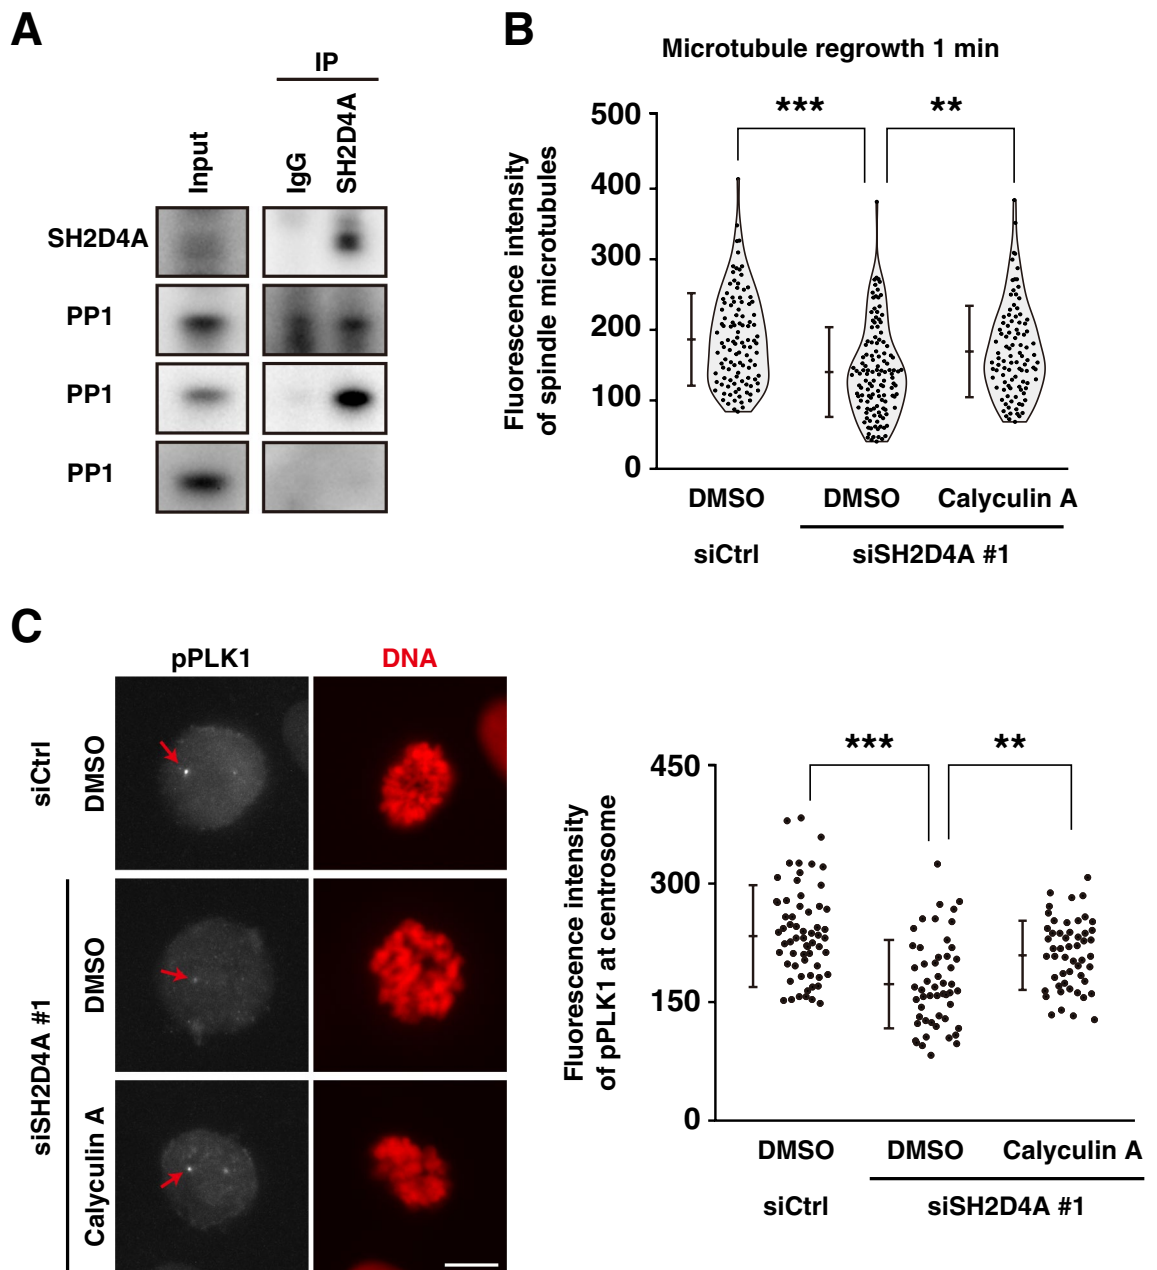 A
IP
Input
IgG
SH2D4A
SH2D4A
PP1
PP1
PP1
B
Microtubule regrowth 1 min
Fluorescence intensity
of spindle microtubules
500
400
300
200
100
0
***
**
DMSO
DMSO
Calyculin A
siCtrl
siSH2D4A #1
C
pPLK1
DNA
siCtrl
DMSO
siSH2D4A #1
DMSO
Calyculin A
Fluorescence intensity
of pPLK1 at centrosome
450
300
150
0
***
**
DMSO
DMSO
Calyculin A
siCtrl
siSH2D4A #1